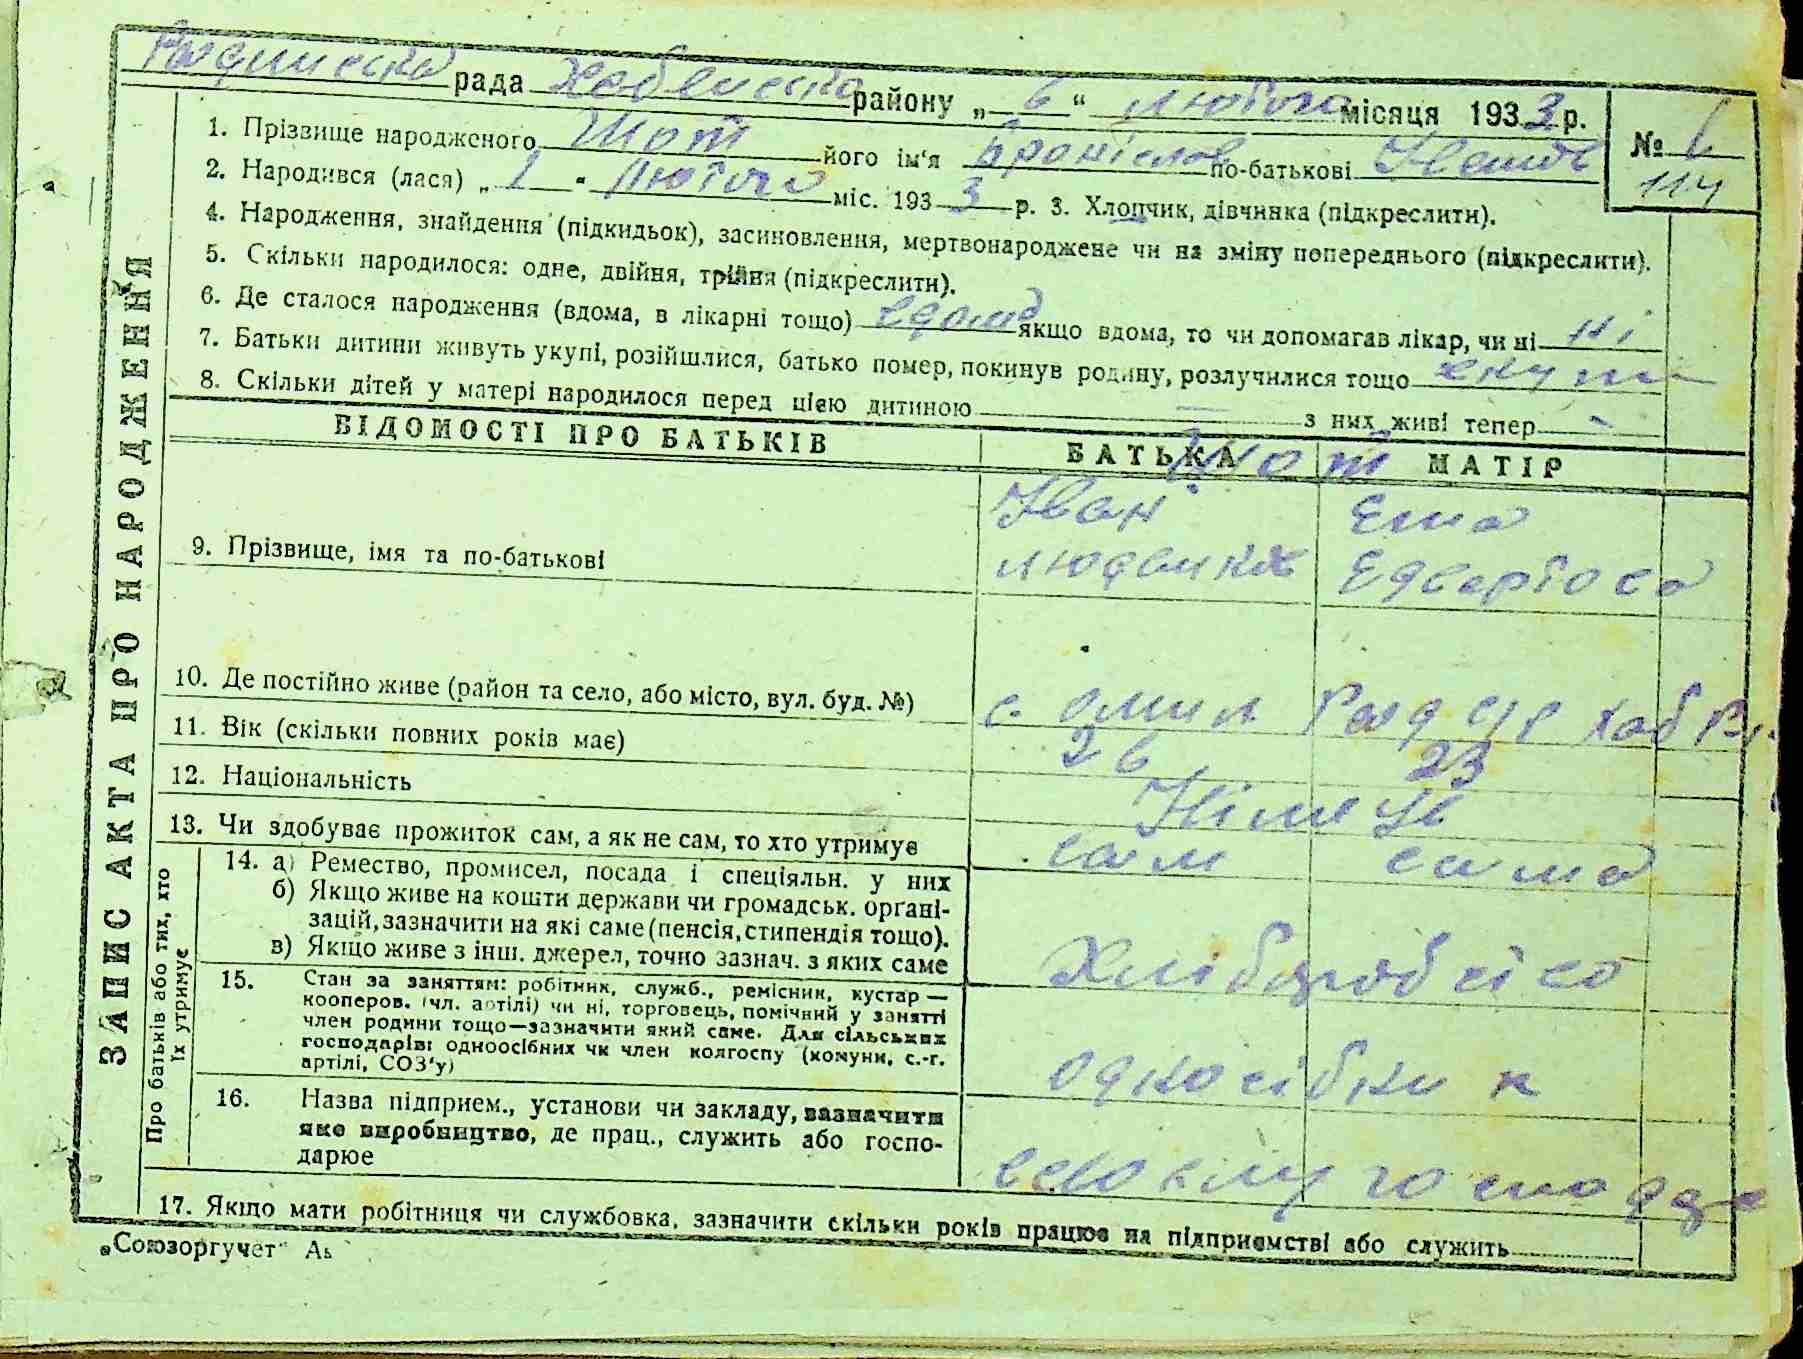 рада Хабенська району „ 6 “ лютого місяця 1933 р.
№ 6
114
1. Прізвище народженого Шот його ім‘я Броніслов по-батькові
2. Народився (лася) „ 1 “ лютого міс. 1933 р. 3. Хлопчик, дівчинка (підкреслити).
4. Народження, знайдення (підкидьок), засиновлення, мертвонароджене чи на зміну попереднього (підкреслити).
5. Скільки народилося: одне, двійня, трійня (підкреслити).
6. Де сталося народження (вдома, в лікарні тощо) вдома якщо вдома, то чи допомагав лікар, чи ні ні
7. Батьки дитини живуть укупі, розійшлися, батько помер, покинув родину, розлучилися тощо
8. Скільки дітей у матері народилося перед цією дитиною — з них живі тепер -
ЗАПИС АКТА ПРО НАРОДЖЕННЯ
ВІДОМОСТІ ПРО БАТЬКІВ БАТЬКА МАТІР
Шот
Іван Ема
9. Прізвище, імя та по-батькові Едвартова
10. Де постійно живе (район та село, або місто, вул. буд. №) с.
11. Вік (скільки повних років має) 26 23
12. Національність Німець
13. Чи здобуває прожиток сам, а як не сам, то хто утримує сам сама
Про батьків або тих, хто
їх утримує
14. а) Ремество, промисел, посада і спеціяльн. у них
б) Якщо живе на кошти держави чи громадськ. органі-
зацій, зазначити на які саме (пенсія, стипендія тощо).
в) Якщо живе з інш. джерел, точно зазнач. з яких саме
15. Стан за заняттям: робітник, служб., ремісник, кустар —
кооперов. (чл. артілі) чи ні, торговець, помічний у занятті
член родини тощо—зазначити який саме. Для сільських
господарів: одноосібних чи член колгоспу (комуни, с.-г.
артілі, СОЗ‘у)
односібник
16. Назва підприєм., установи чи закладу, зазначити
яке виробництво, де прац., служить або госпо-
дарює
17. Якщо мати робітниця чи службовка, зазначити скільки років працює на підприємстві або служить
„Союзоргучет“